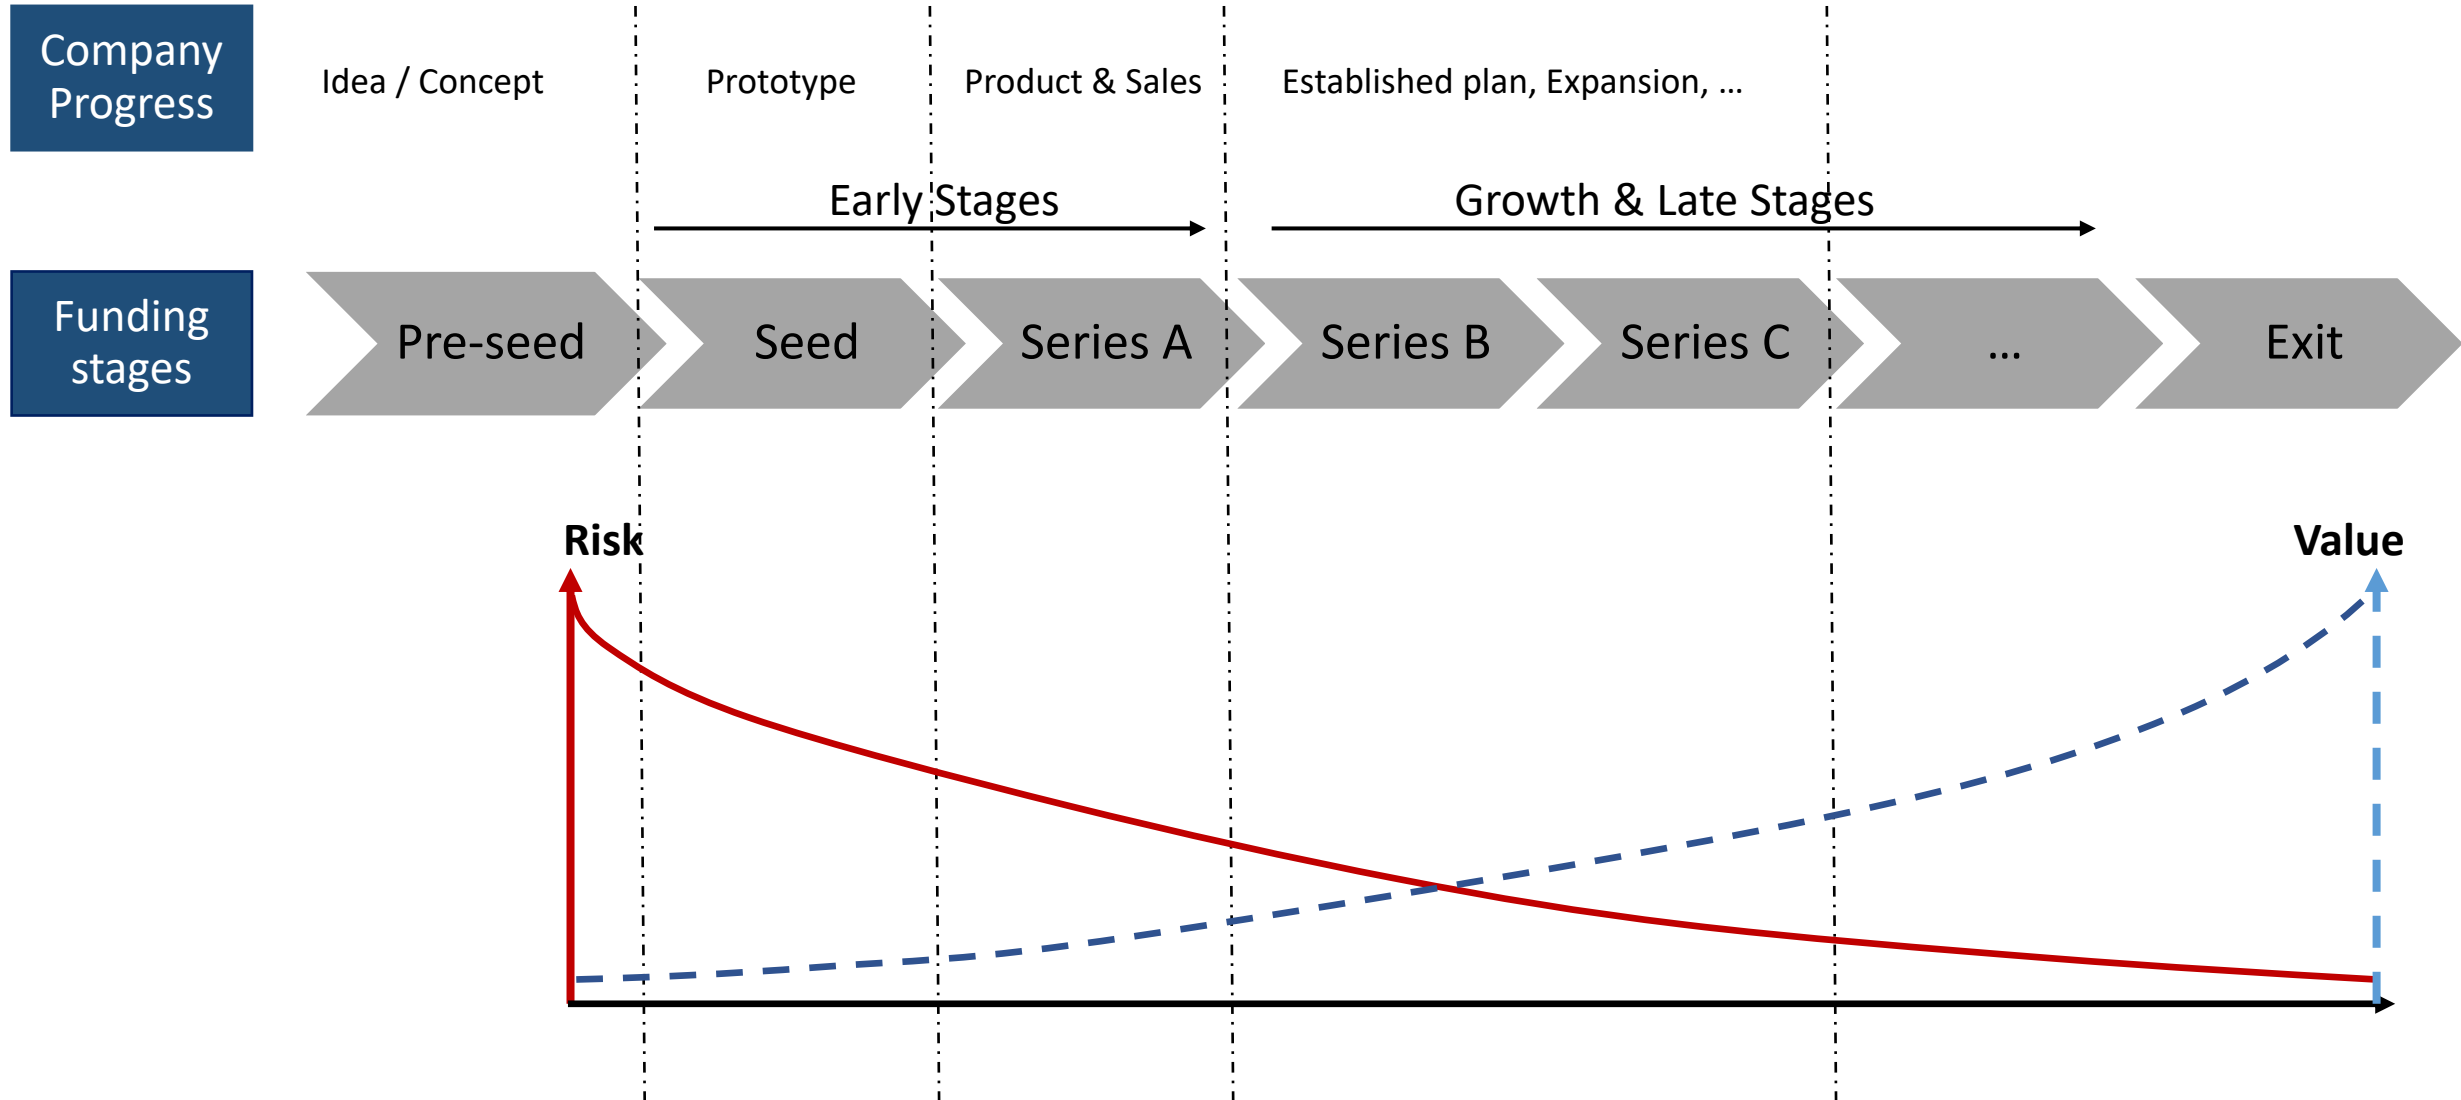 Company
Progress
Idea / Concept
Prototype
Product & Sales
Established plan, Expansion, ...
Early Stages
Growth & Late Stages
Funding
stages
Pre-seed
Seed
Series A
Series B
Series C
...
Exit
Risk
Value